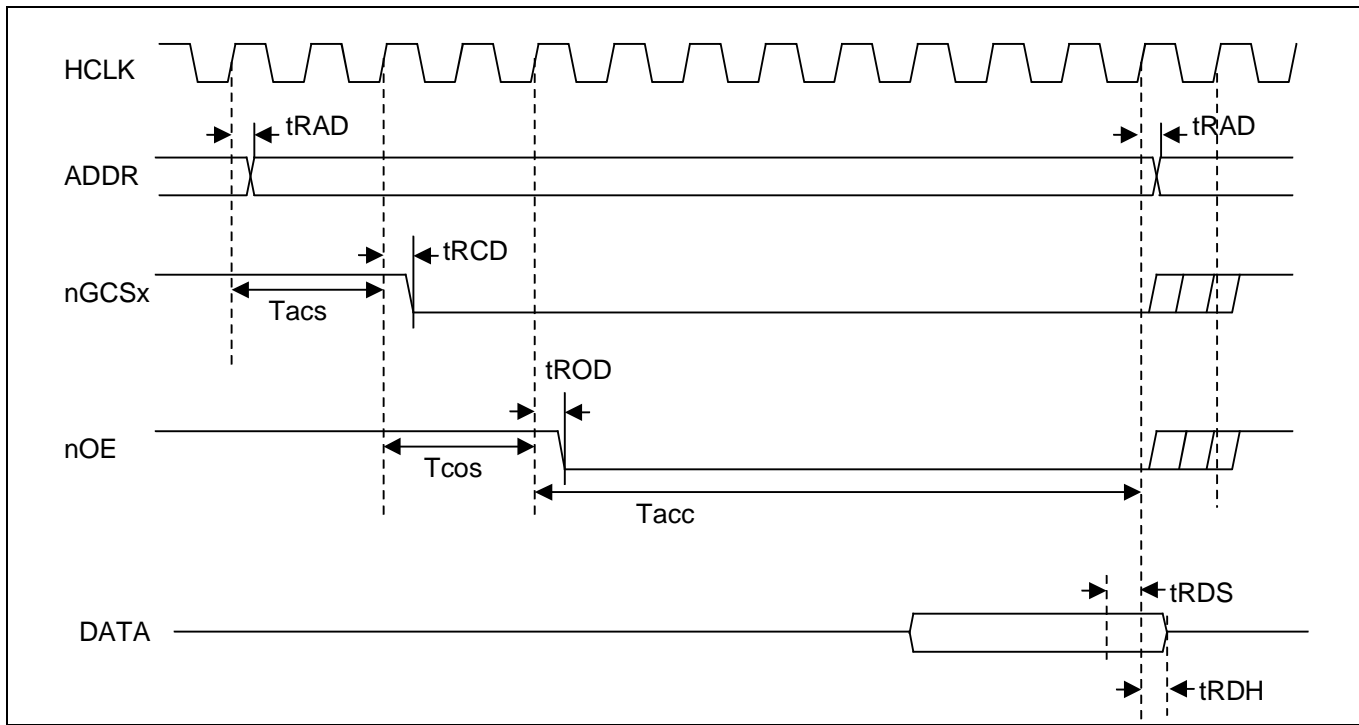 HCLK
tRAD
tRAD
ADDR
tRCD
nGCSx
Tacs
tROD
nOE
Tcos
Tacc
tRDS
DATA
tRDH